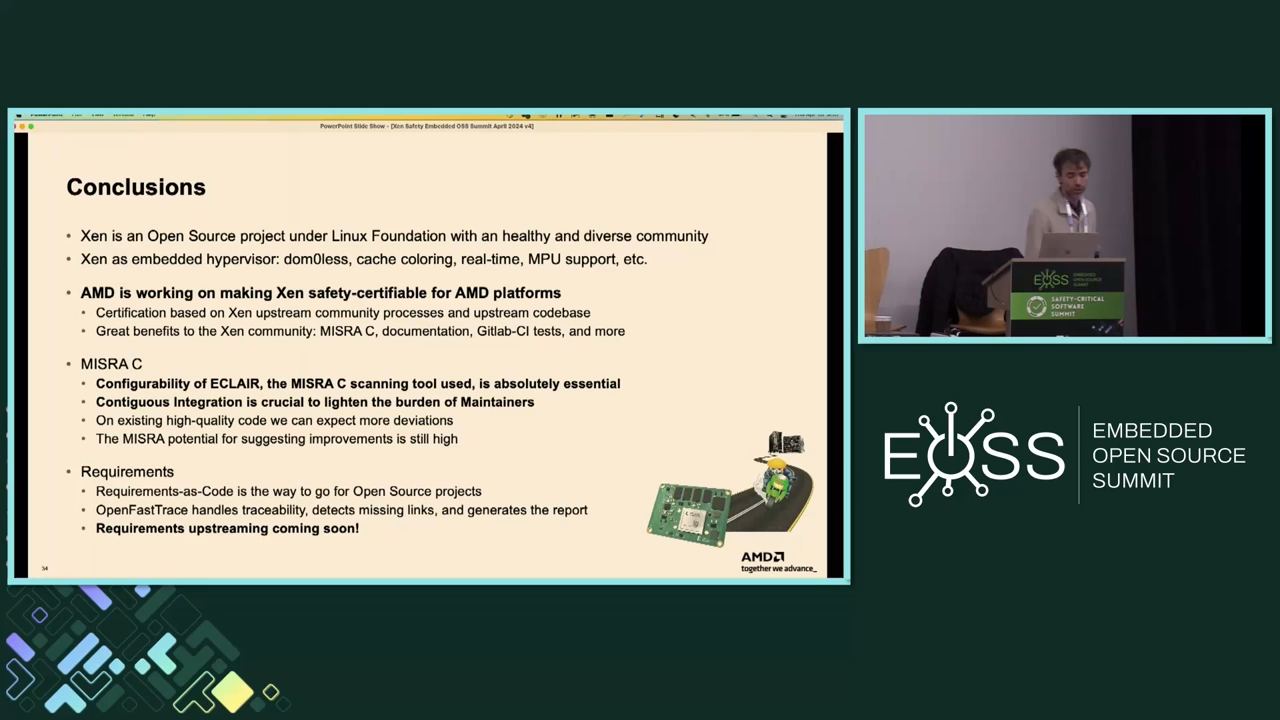 PowerPoint Slide Show - [Xen Safety Embedded OSS Summit April 2024 v4]
Conclusions
• Xen is an Open Source project under Linux Foundation with an healthy and diverse community
• Xen as embedded hypervisor: dom0less, cache coloring, real-time, MPU support, etc.
• AMD is working on making Xen safety-certifiable for AMD platforms
• Certification based on Xen upstream community processes and upstream codebase
• Great benefits to the Xen community: MISRA C, documentation, Gitlab-CI tests, and more
• MISRA C
• Configurability of ECLAIR, the MISRA C scanning tool used, is absolutely essential
• Contiguous Integration is crucial to lighten the burden of Maintainers
• On existing high-quality code we can expect more deviations
• The MISRA potential for suggesting improvements is still high
• Requirements
• Requirements-as-Code is the way to go for Open Source projects
• OpenFastTrace handles traceability, detects missing links, and generates the report
• Requirements upstreaming coming soon!
34
AMD
together we advance_
EOSS
EMBEDDED
OPEN SOURCE
SUMMIT
SAFETY-CRITICAL
SOFTWARE
SUMMIT
EOSS
EMBEDDED
OPEN SOURCE
SUMMIT